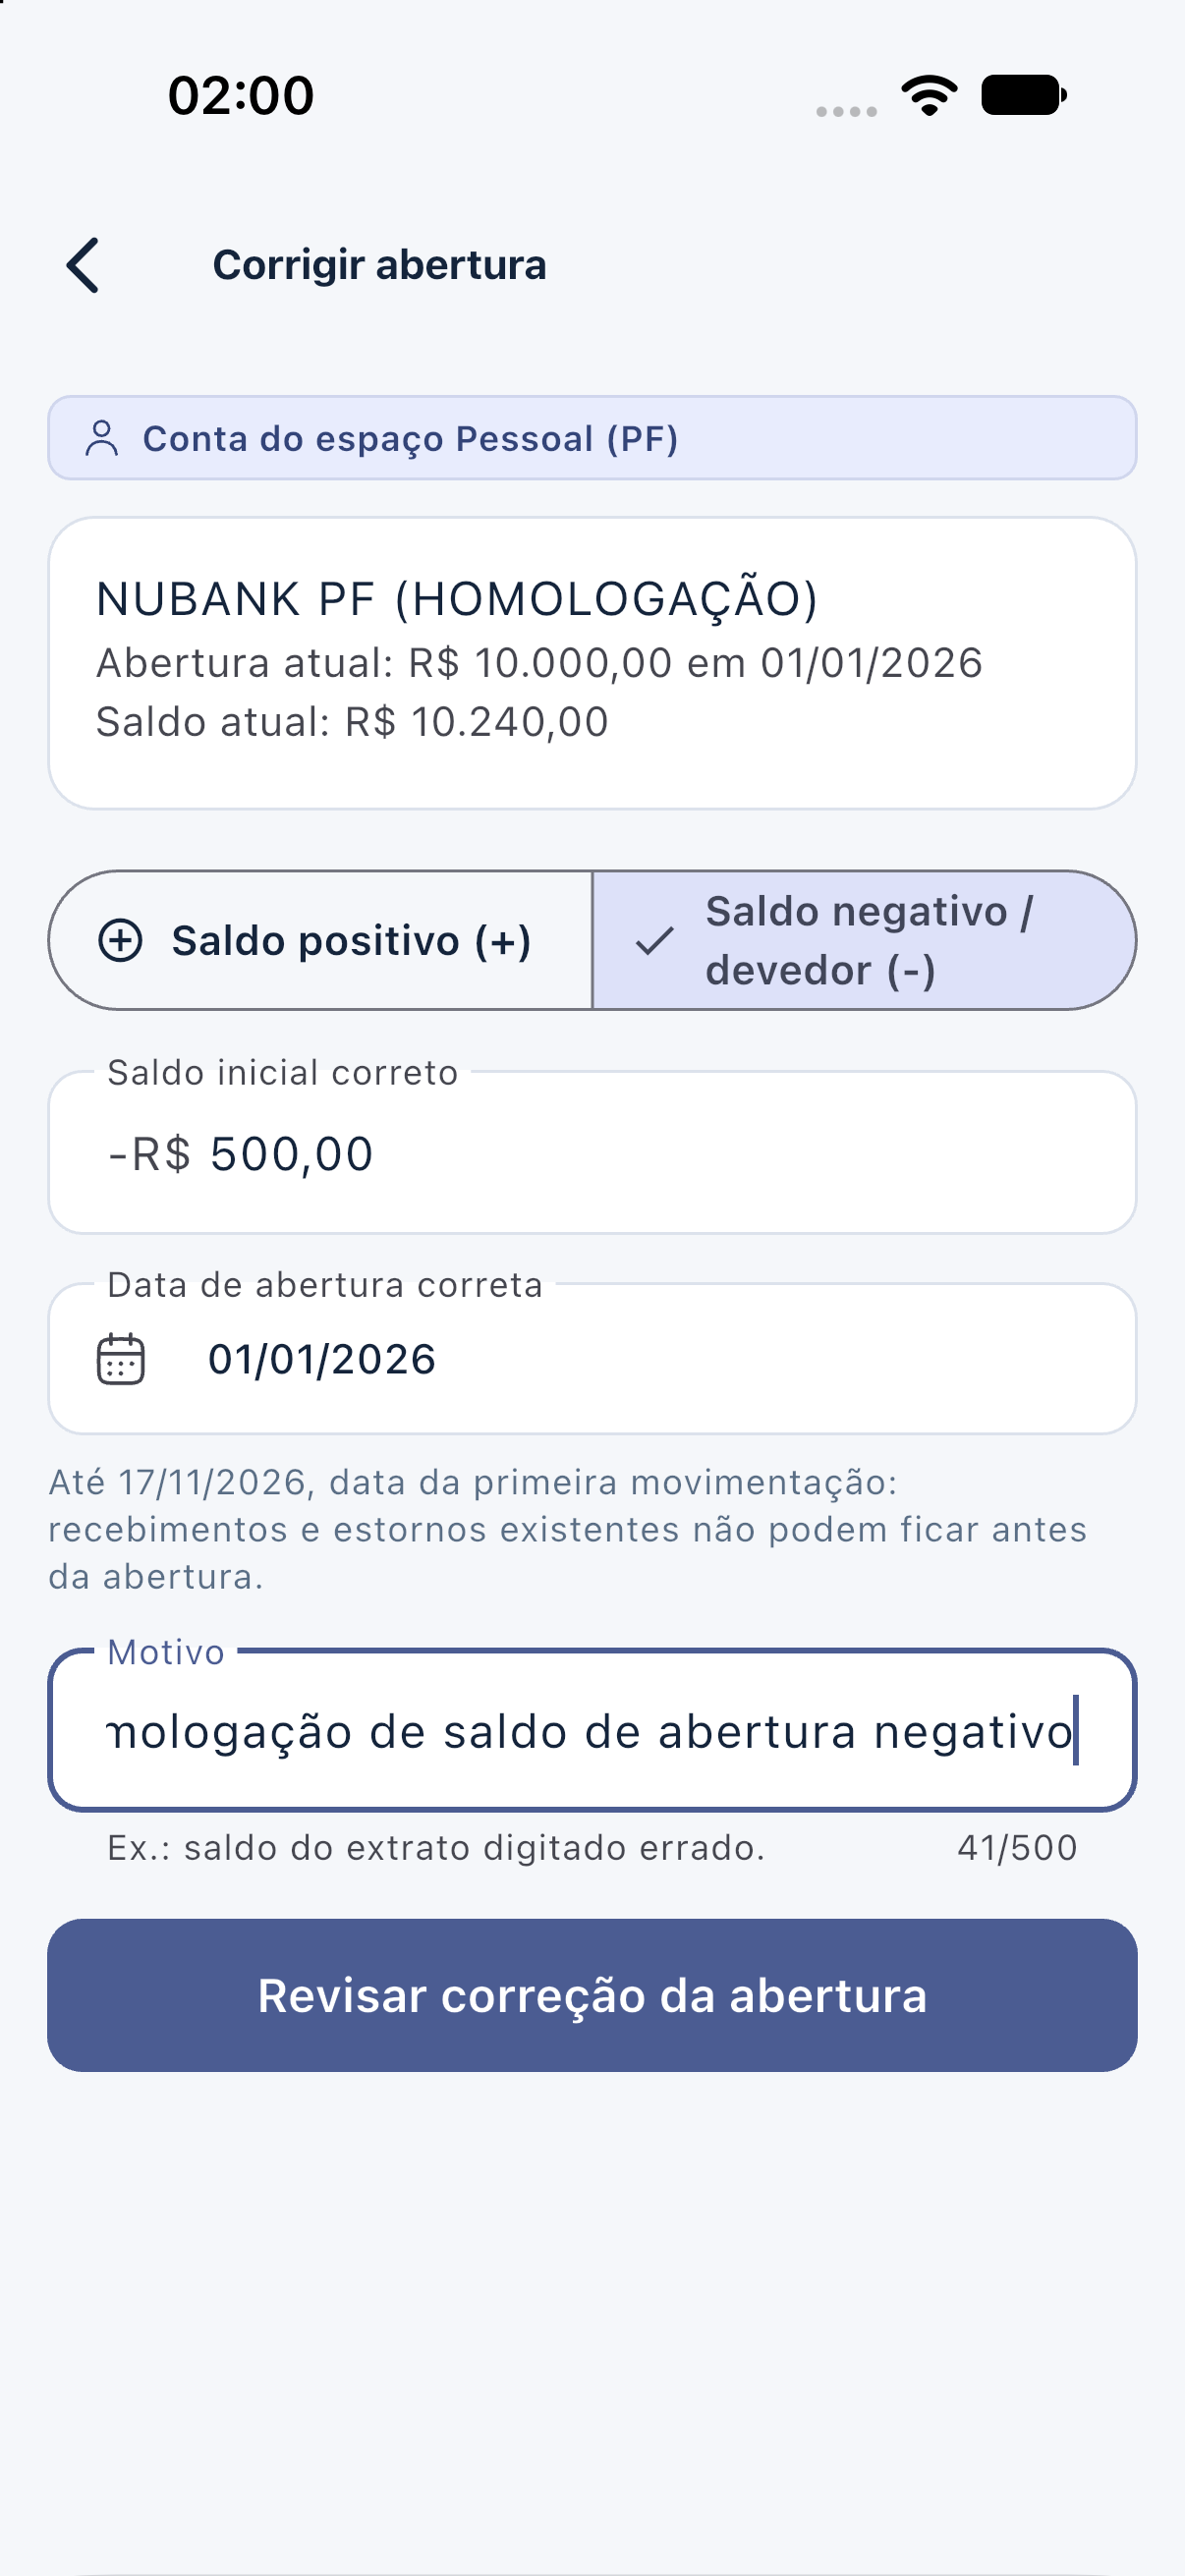 02:00
Corrigir abertura
Conta do espaço Pessoal (PF)
NUBANK PF (HOMOLOGAÇÃO)
Abertura atual: R$ 10.000,00 em 01/01/2026
Saldo atual: R$ 10.240,00
Saldo positivo (+)
Saldo negativo /
devedor (-)
Saldo inicial correto
-R$ 500,00
Data de abertura correta
01/01/2026
Até 17/11/2026, data da primeira movimentação:
recebimentos e estornos existentes não podem ficar antes
da abertura.
Motivo
mologação de saldo de abertura negativo
Ex.: saldo do extrato digitado errado.
41/500
Revisar correção da abertura